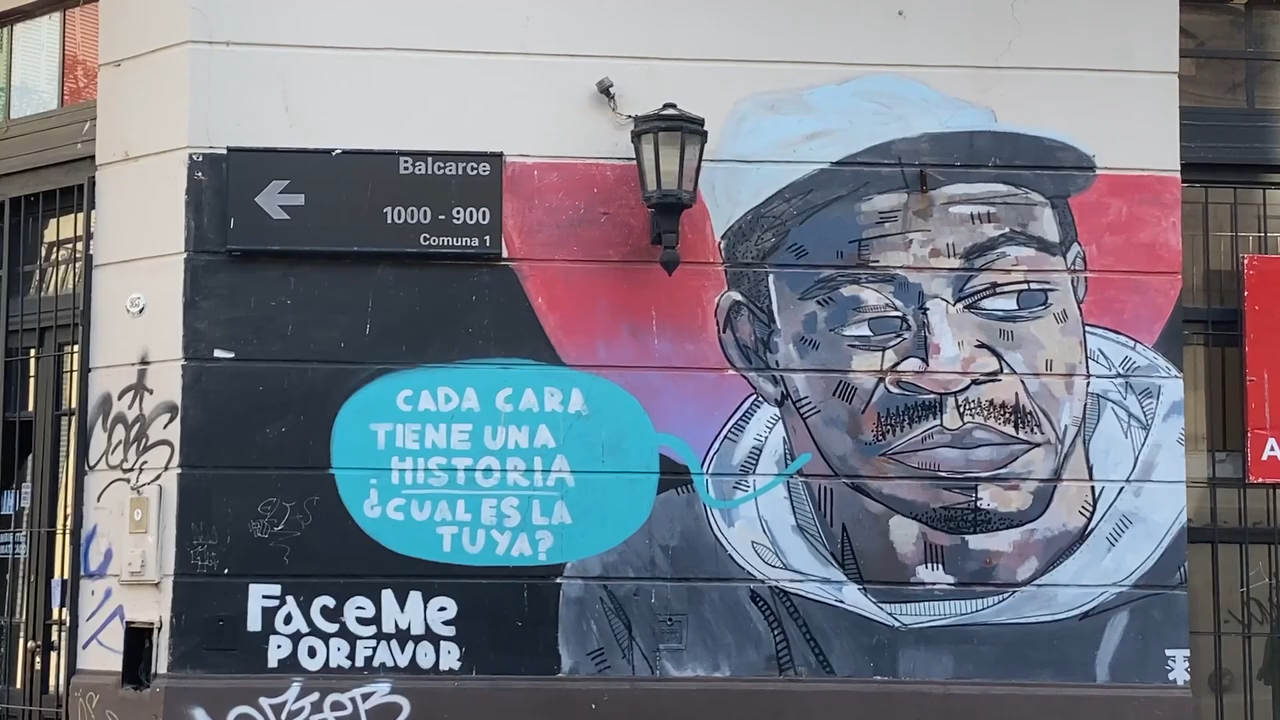 Balcarce
1000 - 900
Comuna 1
CADA CARA
TIENE UNA
HISTORIA
¿CUAL ES LA
TUYA?
FaceMe
PORFAVOR
A